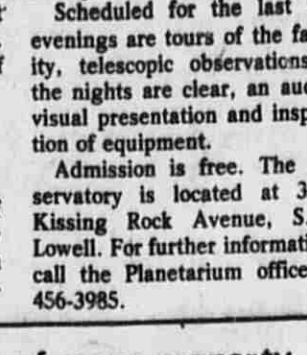 Scheduled for the last
evenings are tours of the fa
ity, telescopic observations
the nights are clear, an aud
visual presentation and insp
tion of equipment.
Admission is free. The
servatory is located at 3
Kissing Rock Avenue, S.
Lowell. For further informati
call the Planetarium office
456-3985.